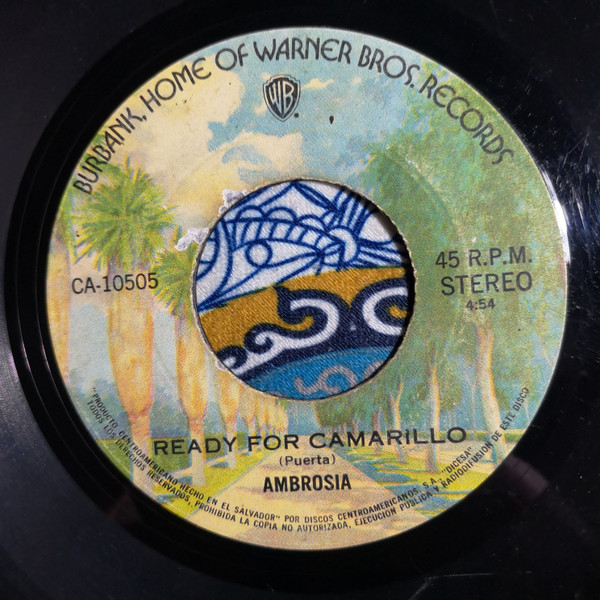 BURBANK, HOME OF WARNER BROS. RECORDS
WB
CA-10505
45 R.P.M.
STEREO
4:54
READY FOR CAMARILLO
(Puerta)
AMBROSIA
"PRODUCTO CENTROAMERICANO HECHO EN EL SALVADOR" POR DISCOS CENTROAMERICANOS, S.A. "DICESA"
TODOS LOS DERECHOS RESERVADOS, PROHIBIDA LA COPIA NO AUTORIZADA, EJECUCION PUBLICA Y RADIODIFUSION DE ESTE DISCO